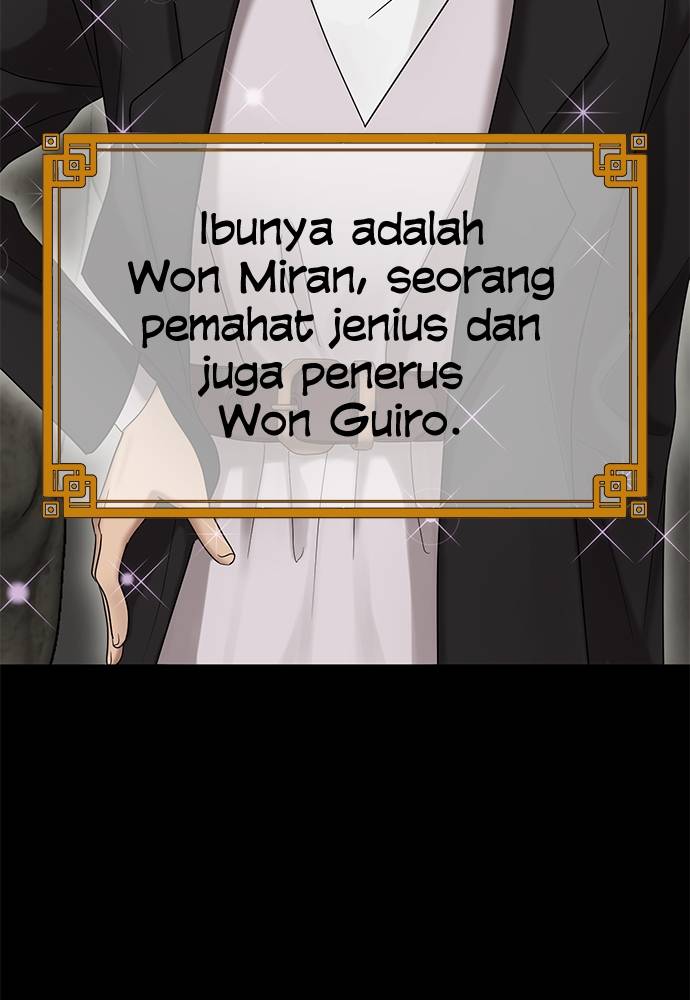 Ibunya adalah
Won Miran, seorang
pemahat jenius dan
juga penerus
Won Guiro.